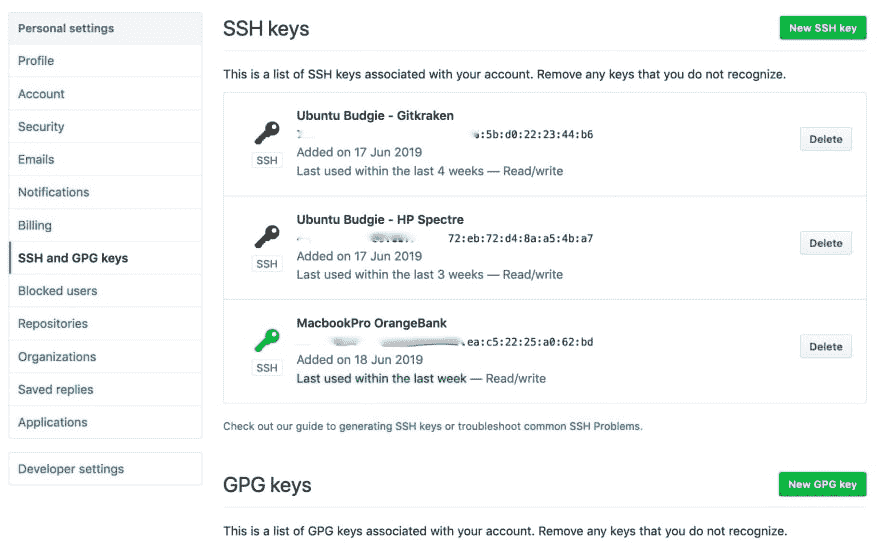 Personal settings
Profile
Account
Security
Emails
Notifications
Billing
SSH and GPG keys
Blocked users
Repositories
Organizations
Saved replies
Applications
Developer settings
SSH keys
New SSH key
This is a list of SSH keys associated with your account. Remove any keys that you do not recognize.
SSH
Ubuntu Budgie - Gitkraken
:5b:d0:22:23:44:b6
Added on 17 Jun 2019
Last used within the last 4 weeks — Read/write
Delete
SSH
Ubuntu Budgie - HP Spectre
72:eb:72:d4:8a:a5:4b:a7
Added on 17 Jun 2019
Last used within the last 3 weeks — Read/write
Delete
SSH
MacbookPro OrangeBank
.ea:c5:22:25:a0:62:bd
Added on 18 Jun 2019
Last used within the last week — Read/write
Delete
Check out our guide to generating SSH keys or troubleshoot common SSH Problems.
GPG keys
New GPG key
This is a list of GPG keys associated with your account. Remove any keys that you do not recognize.